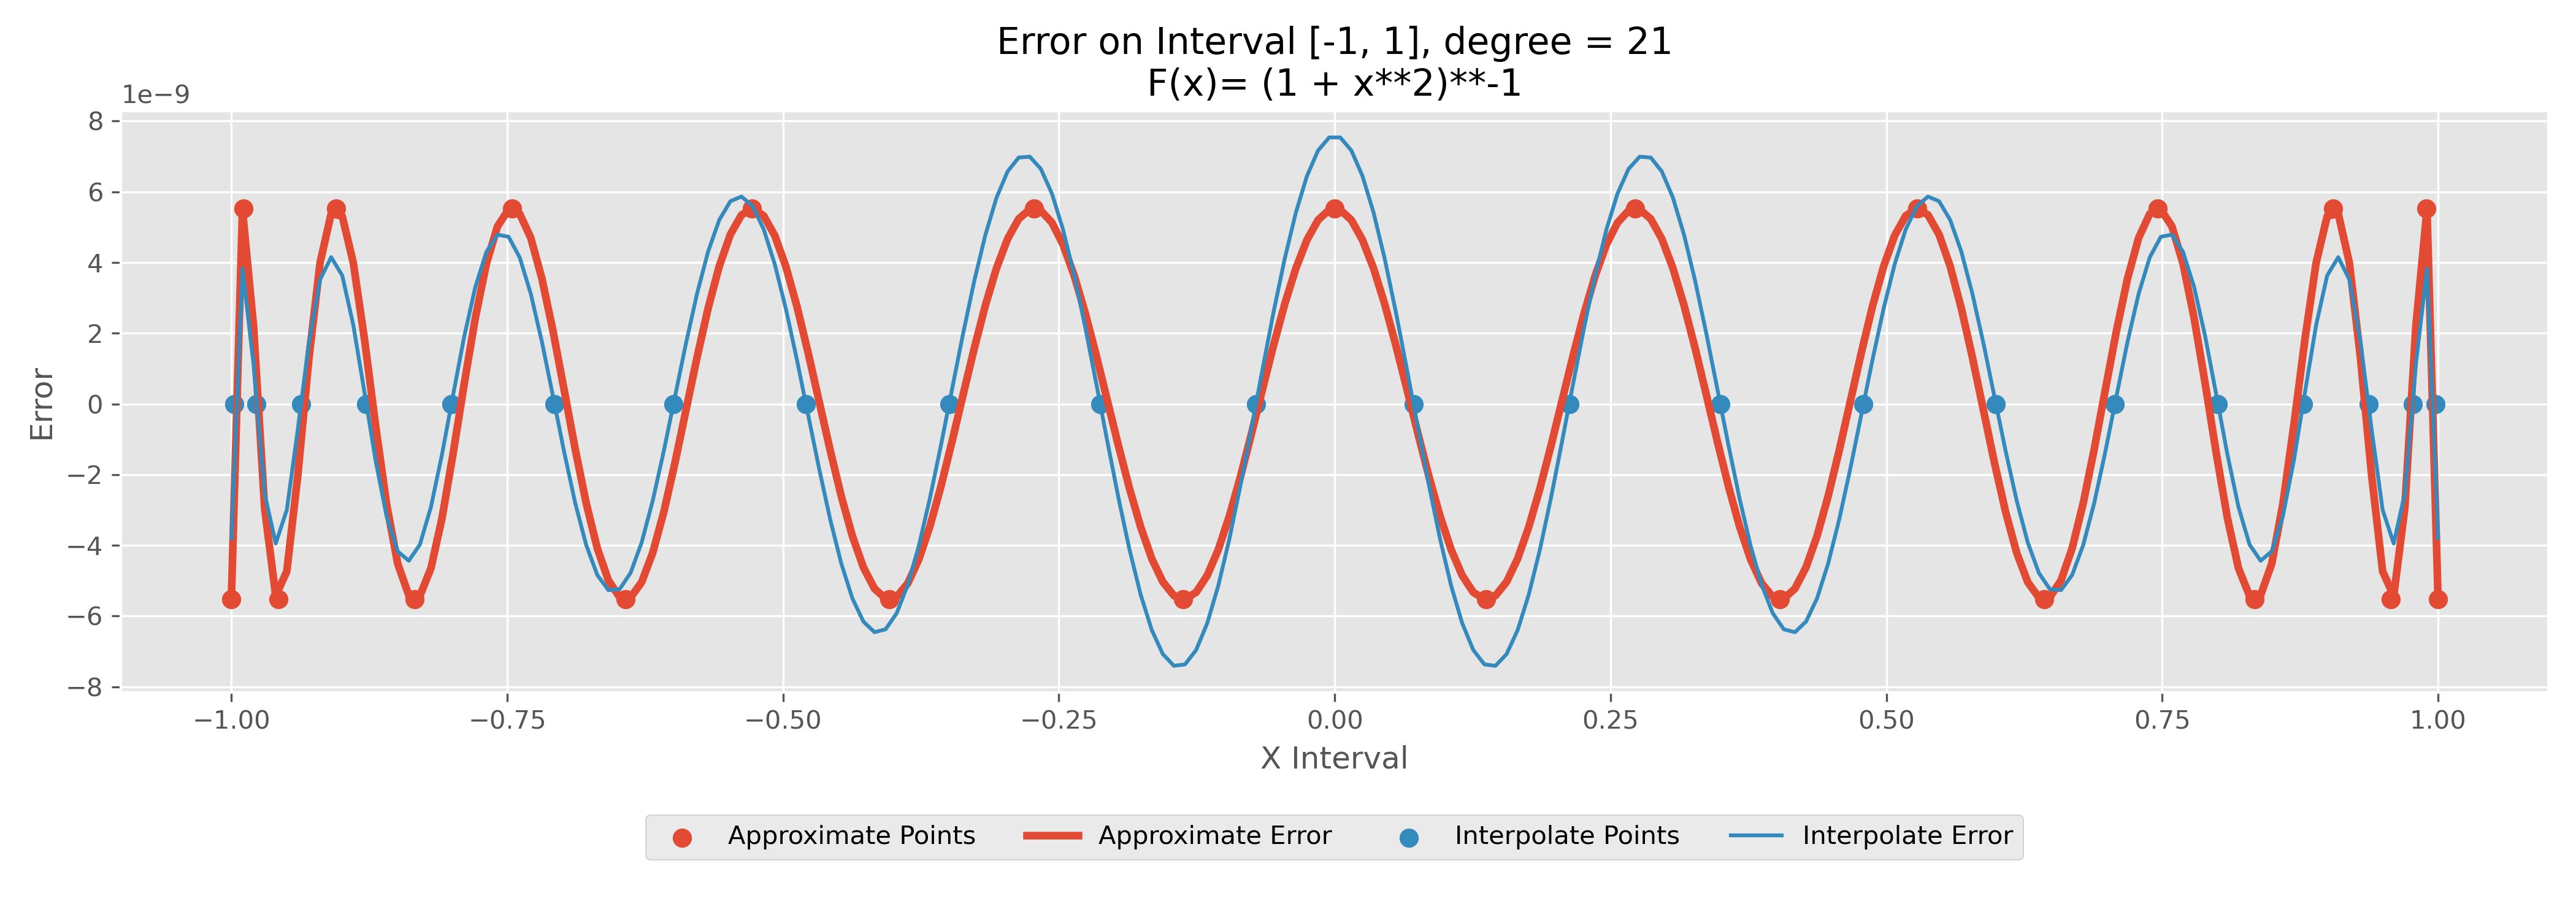 Error on Interval [-1, 1], degree = 21
F(x)= (1 + x**2)**-1
1e−9
8
6
4
2
0
−2
−4
−6
−8
Error
−1.00 −0.75 −0.50 −0.25 0.00 0.25 0.50 0.75 1.00
X Interval
Approximate Points Approximate Error Interpolate Points Interpolate Error